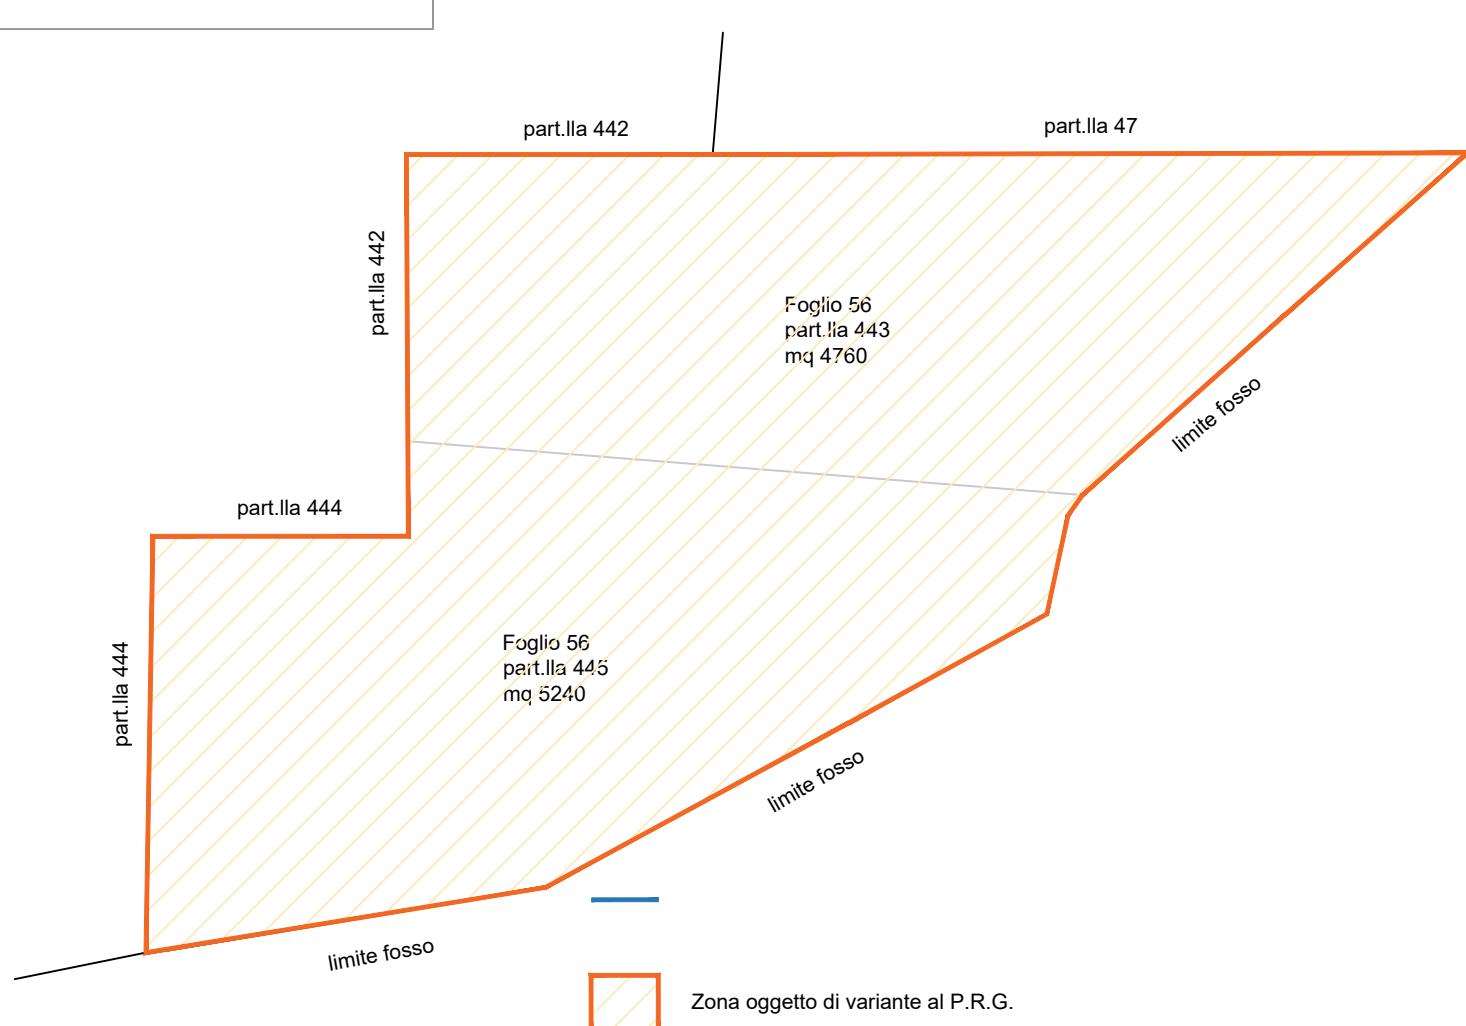 part.lla 442
part.lla 47
part.lla 442
Foglio 56
part.lla 443
mq 4760
limite fosso
part.lla 444
Foglio 56
part.lla 445
mq 5240
part.lla 444
limite fosso
limite fosso
Zona oggetto di variante al P.R.G.